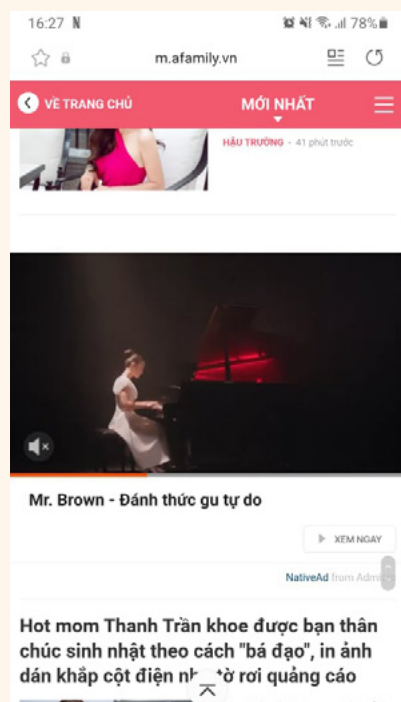 16:27 N 78%
m.afamily.vn
VỀ TRANG CHỦ MỚI NHẤT
HẬU TRƯỜNG - 41 phút trước
Mr. Brown - Đánh thức gu tự do
XEM NGAY
NativeAd from
Hot mom Thanh Trần khoe được bạn thân
chúc sinh nhật theo cách "bá đạo", in ảnh
dán khắp cột điện tờ rơi quảng cáo